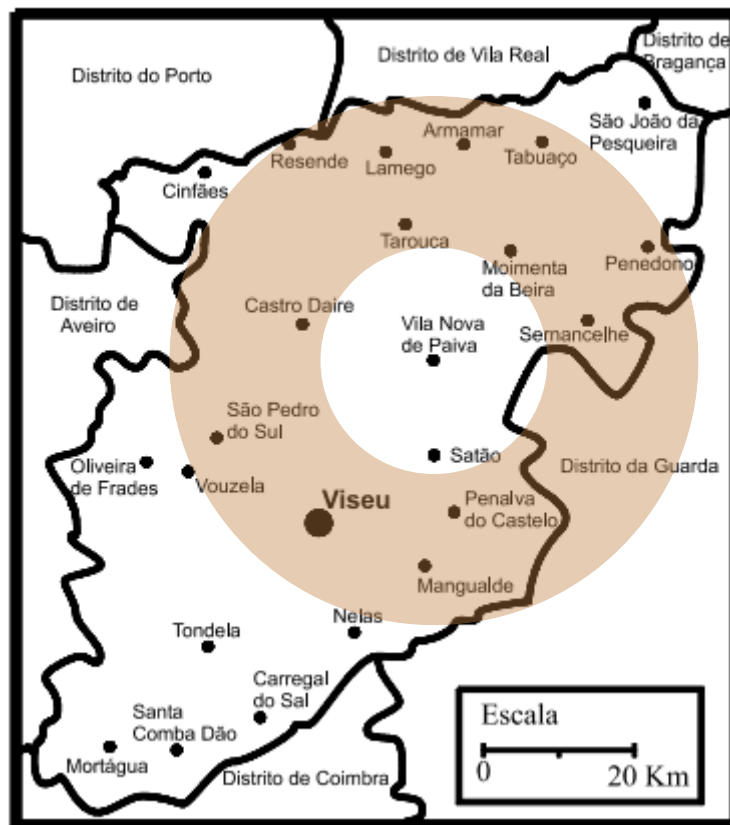 Distrito de Vila Real
Distrito de
Bragança
Distrito do Porto
São João da
Pesqueira
Armamar
Tabuaço
Resende
Lamego
Cinfães
Tarouca
Moimenta
da Beira
Penedono
Distrito de
Aveiro
Castro Daire
Vila Nova
de Paiva
Sernancelhe
São Pedro
do Sul
Oliveira
de Frades
Vouzela
Satão
Distrito da Guarda
Viseu
Penalva
do Castelo
Mangualde
Nelas
Tondela
Carregal
do Sal
Santa
Comba Dão
Mortágua
Distrito de Coimbra
Escala
0 20 Km